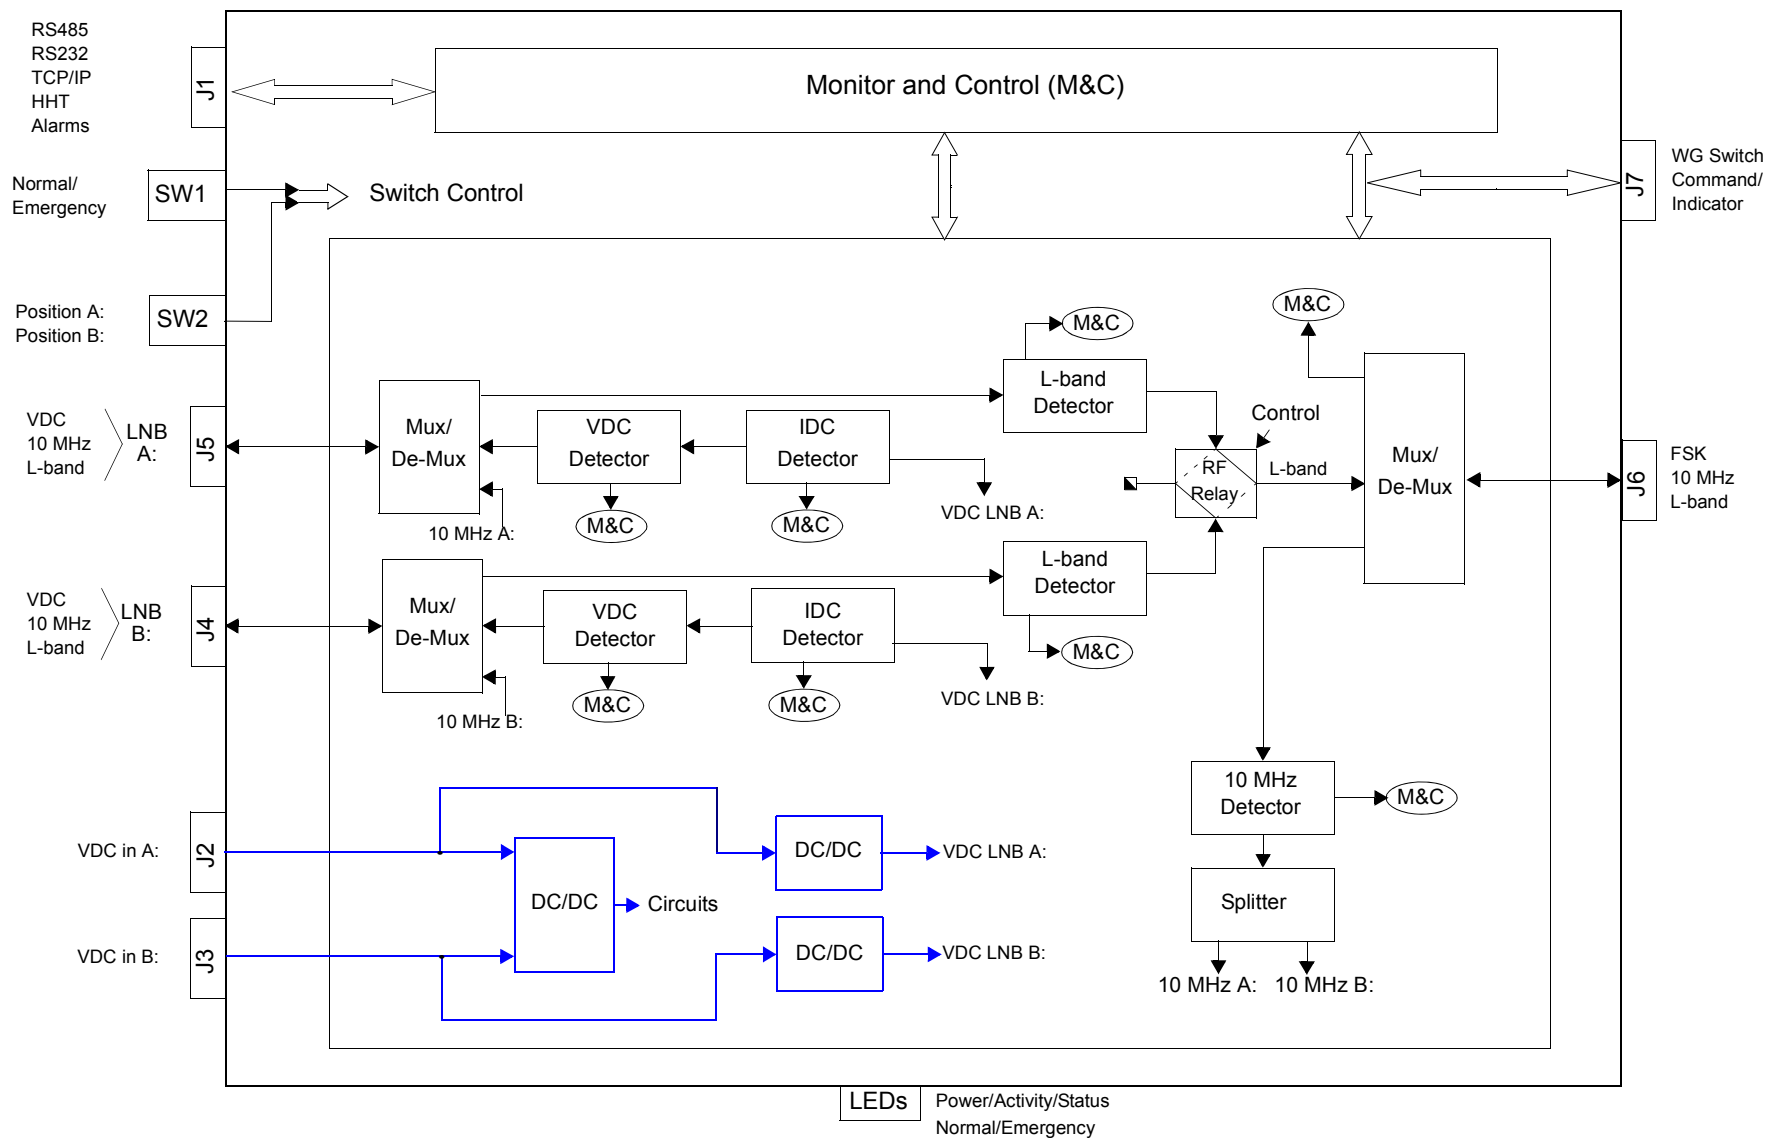 RS485
RS232
TCP/IP
HHT
Alarms
J1
Monitor and Control (M&C)
WG Switch
Command/
Indicator
J7
Normal/
Emergency
SW1
Switch Control
Position A:
Position B:
SW2
M&C
M&C
L-band
Detector
Control
VDC
10 MHz
L-band
LNB
A:
J5
Mux/
De-Mux
VDC
Detector
IDC
Detector
RF
Relay
L-band
Mux/
De-Mux
J6
FSK
10 MHz
L-band
10 MHz A:
M&C
M&C
VDC LNB A:
L-band
Detector
VDC
10 MHz
L-band
LNB
B:
J4
Mux/
De-Mux
VDC
Detector
IDC
Detector
M&C
10 MHz B:
M&C
M&C
VDC LNB B:
10 MHz
Detector
M&C
VDC in A:
J2
DC/DC
VDC LNB A:
DC/DC
Circuits
Splitter
VDC in B:
J3
DC/DC
VDC LNB B:
10 MHz A:
10 MHz B:
LEDs
Power/Activity/Status
Normal/Emergency